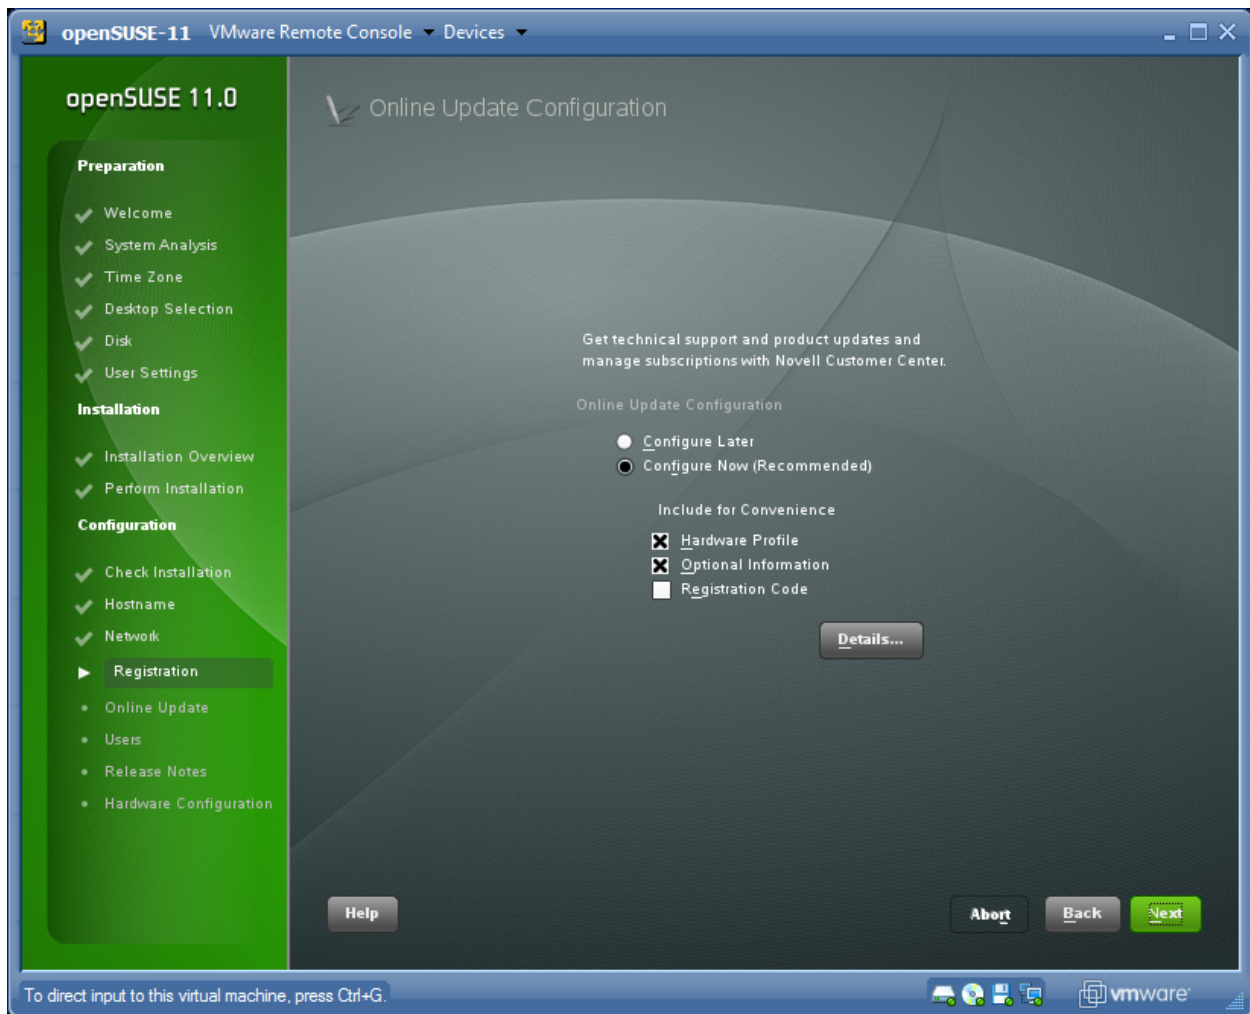 openSUSE-11 VMware Remote Console Devices
openSUSE 11.0
Preparation
Welcome
System Analysis
Time Zone
Desktop Selection
Disk
User Settings
Installation
Installation Overview
Perform Installation
Configuration
Check Installation
Hostname
Network
Registration
Online Update
Users
Release Notes
Hardware Configuration
Online Update Configuration
Get technical support and product updates and
manage subscriptions with Novell Customer Center.
Online Update Configuration
Configure Later
Configure Now (Recommended)
Include for Convenience
Hardware Profile
Optional Information
Registration Code
Details...
Help
Abort
Back
Next
To direct input to this virtual machine, press Ctrl+G.
vmware